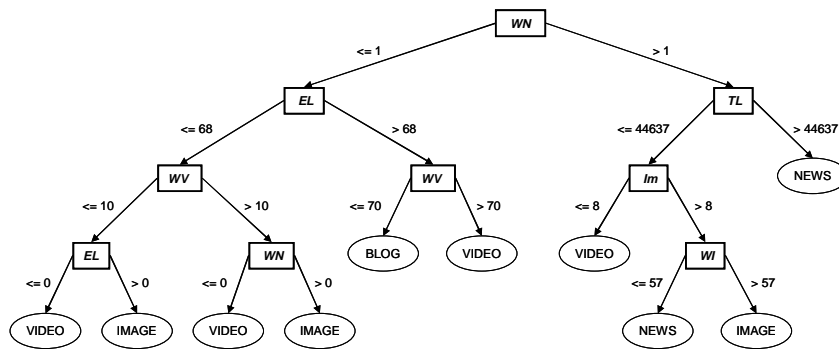 WN
<= 1
> 1
EL
TL
<= 68
> 68
<= 44637
> 44637
WV
WV
Im
NEWS
<= 10
> 10
<= 70
> 70
<= 8
> 8
EL
WN
BLOG
VIDEO
VIDEO
WI
<= 0
> 0
<= 0
> 0
<= 57
> 57
VIDEO
IMAGE
VIDEO
IMAGE
NEWS
IMAGE